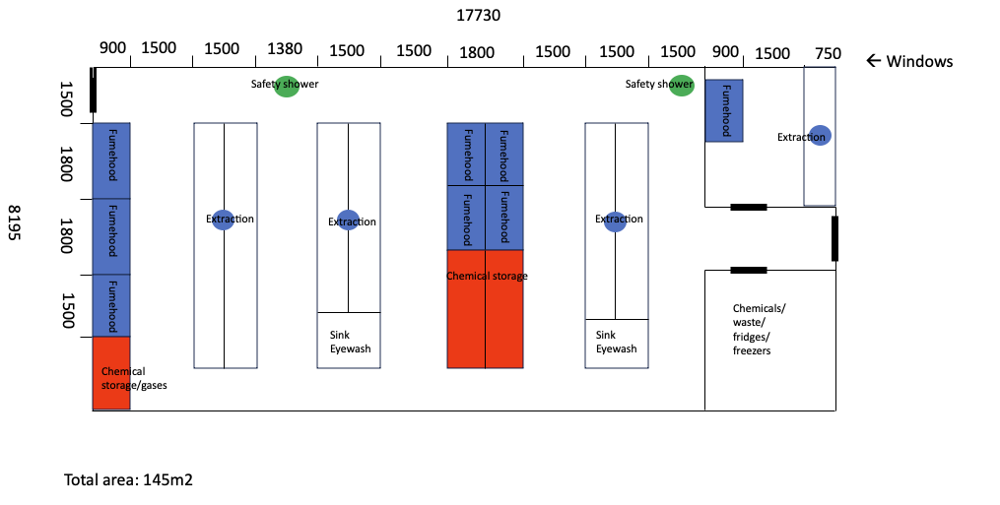 17730
900 1500 1500 1380 1500 1500 1800 1500 1500 1500 900 1500 750
← Windows
Safety shower
Safety shower
1500
1800
1800
1500
8195
Fumehood
Fumehood
Fumehood
Chemical
storage/gases
Extraction
Extraction
Sink
Eyewash
Fumehood
Fumehood
Fumehood
Fumehood
Chemical storage
Extraction
Sink
Eyewash
Fumehood
Extraction
Chemicals/
waste/
fridges/
freezers
Total area: 145m2